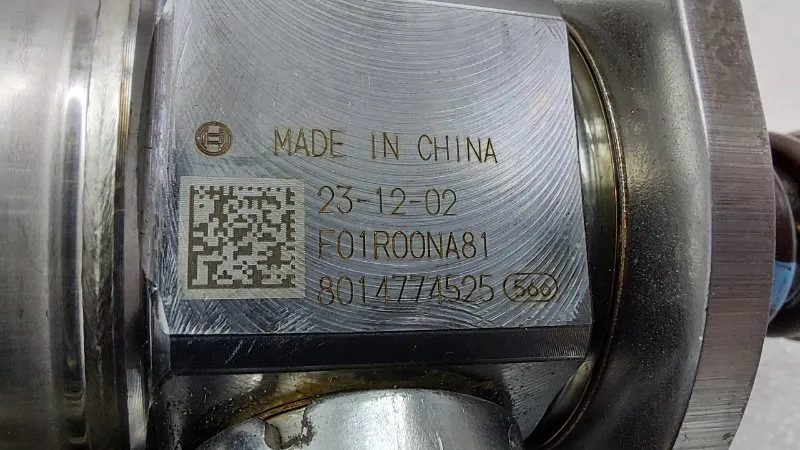 MADE IN CHINA
23-12-02
F01R00NA81
8014774525 566